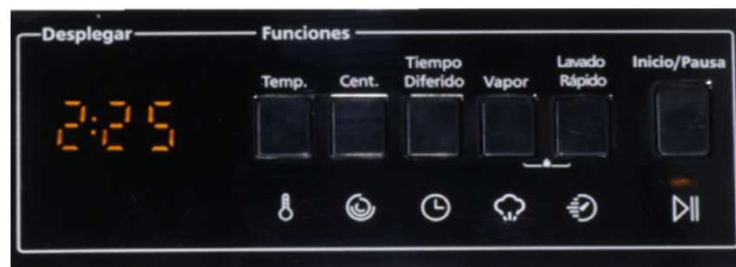 Desplegar
Funciones
2:25
Temp.
Cent.
Tiempo
Diferido
Vapor
Lavado
Rápido
Inicio/Pausa